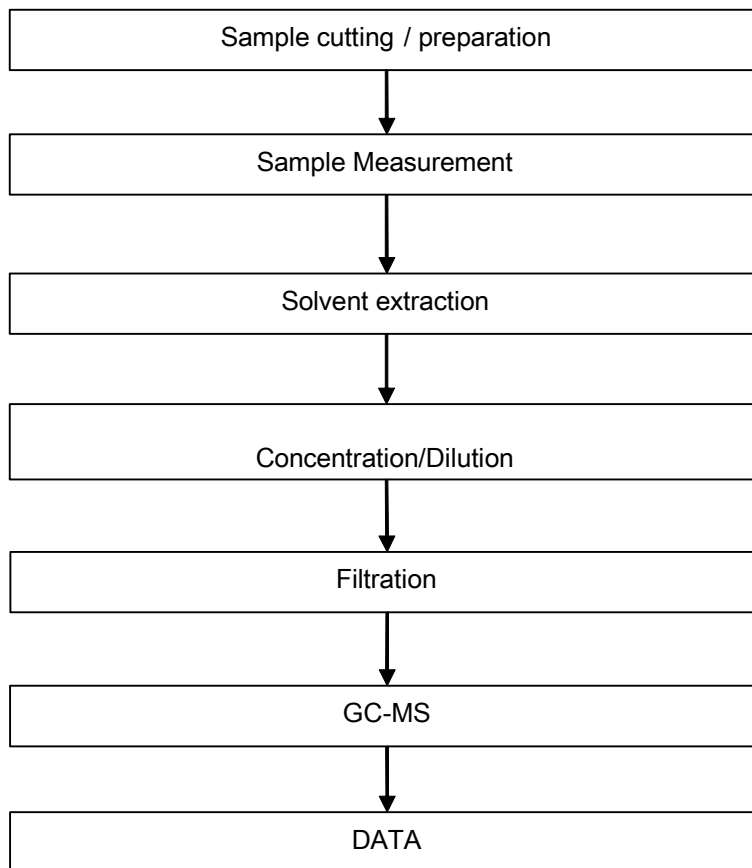 Sample cutting / preparation
Sample Measurement
Solvent extraction
Concentration/Dilution
Filtration
GC-MS
DATA